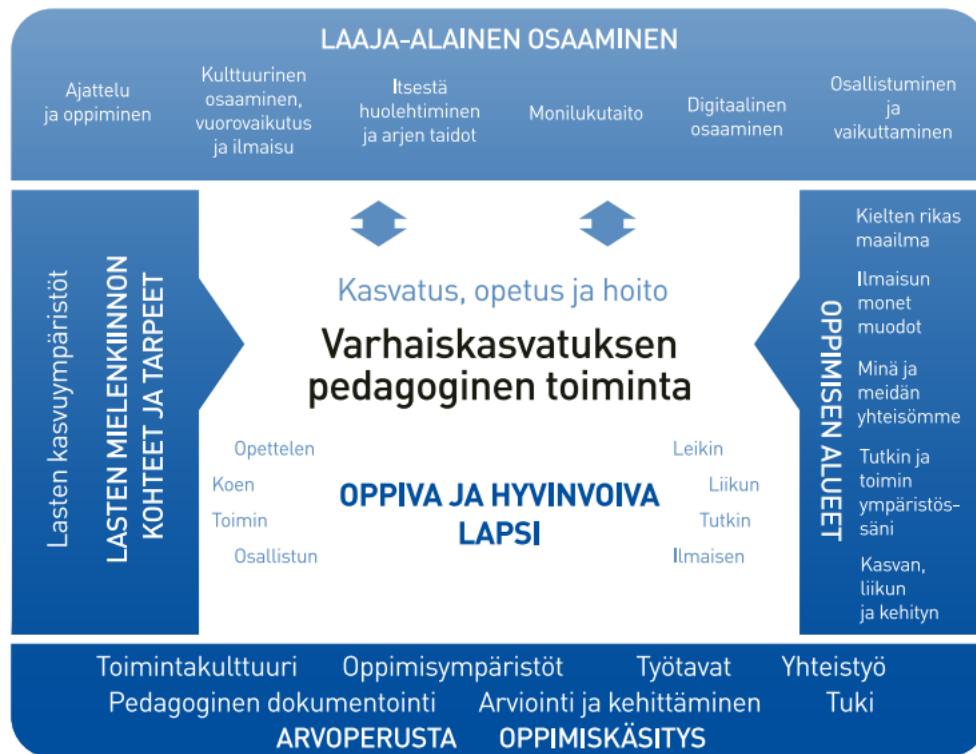 LAAJA-ALAINEN OSAAMINEN
Ajattelu
ja oppiminen
Kulttuurinen
osaaminen,
vuorovaikutus
ja ilmaisu
Itsestä
huolehtiminen
ja arjen taidot
Monilukutaito
Digitaalinen
osaaminen
Osallistuminen
ja
vaikuttaminen
Lasten kasvuympäristöt
LASTEN MIELENKIINNON
KOHTEET JA TARPEET
Kasvatus, opetus ja hoito
Varhaiskasvatuksen
pedagoginen toiminta
Opettelen
Koen
Toimin
Osallistun
OPPIVA JA HYVINVOIVA
LAPSI
Leikin
Liikun
Tutkin
Ilmaisen
OPPIMISEN ALUEET
Kielten rikas
maailma
Ilmaisun
monet
muodot
Minä ja
meidän
yhteisömme
Tutkin ja
toimin
ympäristös-
säni
Kasvan,
liikun
ja kehityn
Toimintakulttuuri Oppimisympäristöt Työtavat Yhteistyö
Pedagoginen dokumentointi Arviointi ja kehittäminen Tuki
ARVOPERUSTA OPPIMISKÄSITYS